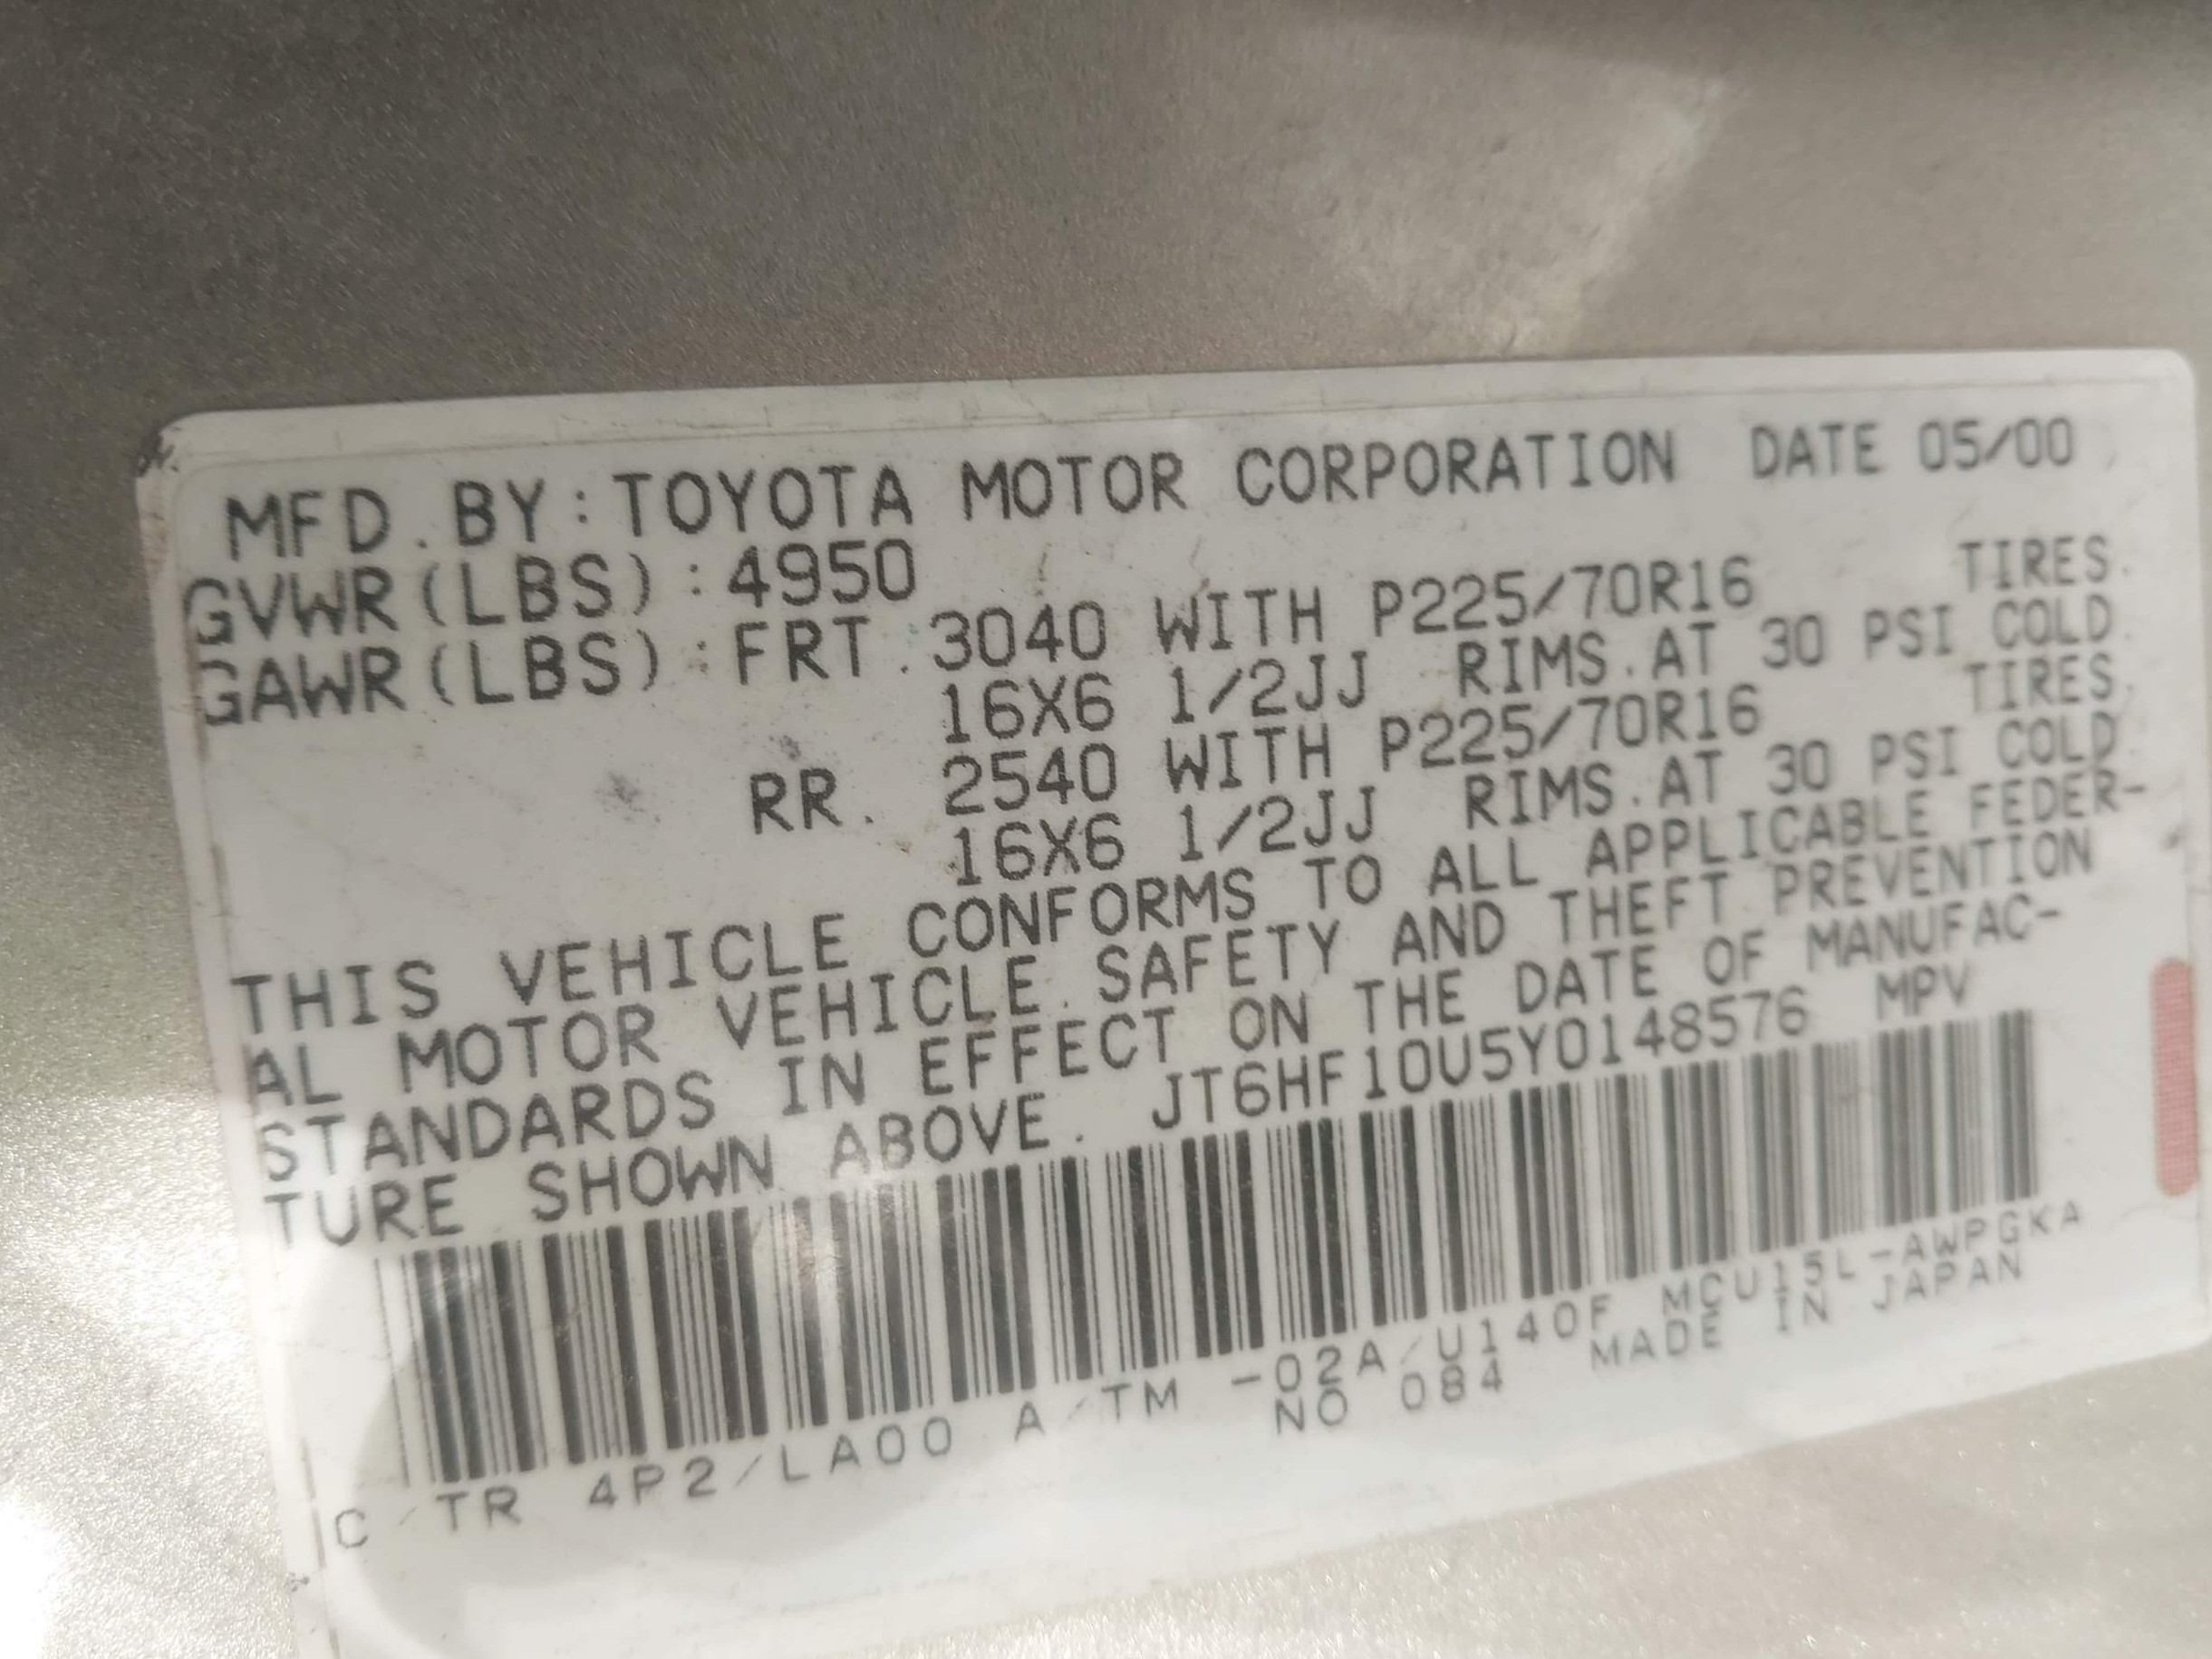 MFD. BY: TOYOTA MOTOR CORPORATION DATE 05/00
GVWR(LBS): 4950
GAWR(LBS): FRT. 3040 WITH P225/70R16 TIRES.
16X6 1/2JJ RIMS. AT 30 PSI COLD.
RR. 2540 WITH P225/70R16 TIRES.
16X6 1/2JJ RIMS. AT 30 PSI COLD.
THIS VEHICLE CONFORMS TO ALL APPLICABLE FEDER-
AL MOTOR VEHICLE SAFETY AND THEFT PREVENTION
STANDARDS IN EFFECT ON THE DATE OF MANUFAC-
TURE SHOWN ABOVE. JT6HF10U5Y0148576 MPV
C/TR 4P2/LA00 A/TM -02A/U140F MCU15L-AWPGKA
NO 084 MADE IN JAPAN